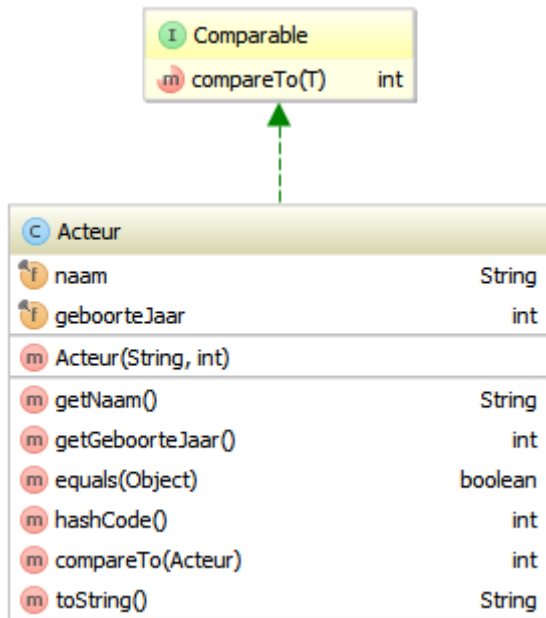 I Comparable
m compareTo(T) int
C Acteur
f naam String
f geboorteJaar int
m Acteur(String, int)
m getNaam() String
m getGeboorteJaar() int
m equals(Object) boolean
m hashCode() int
m compareTo(Acteur) int
m toString() String